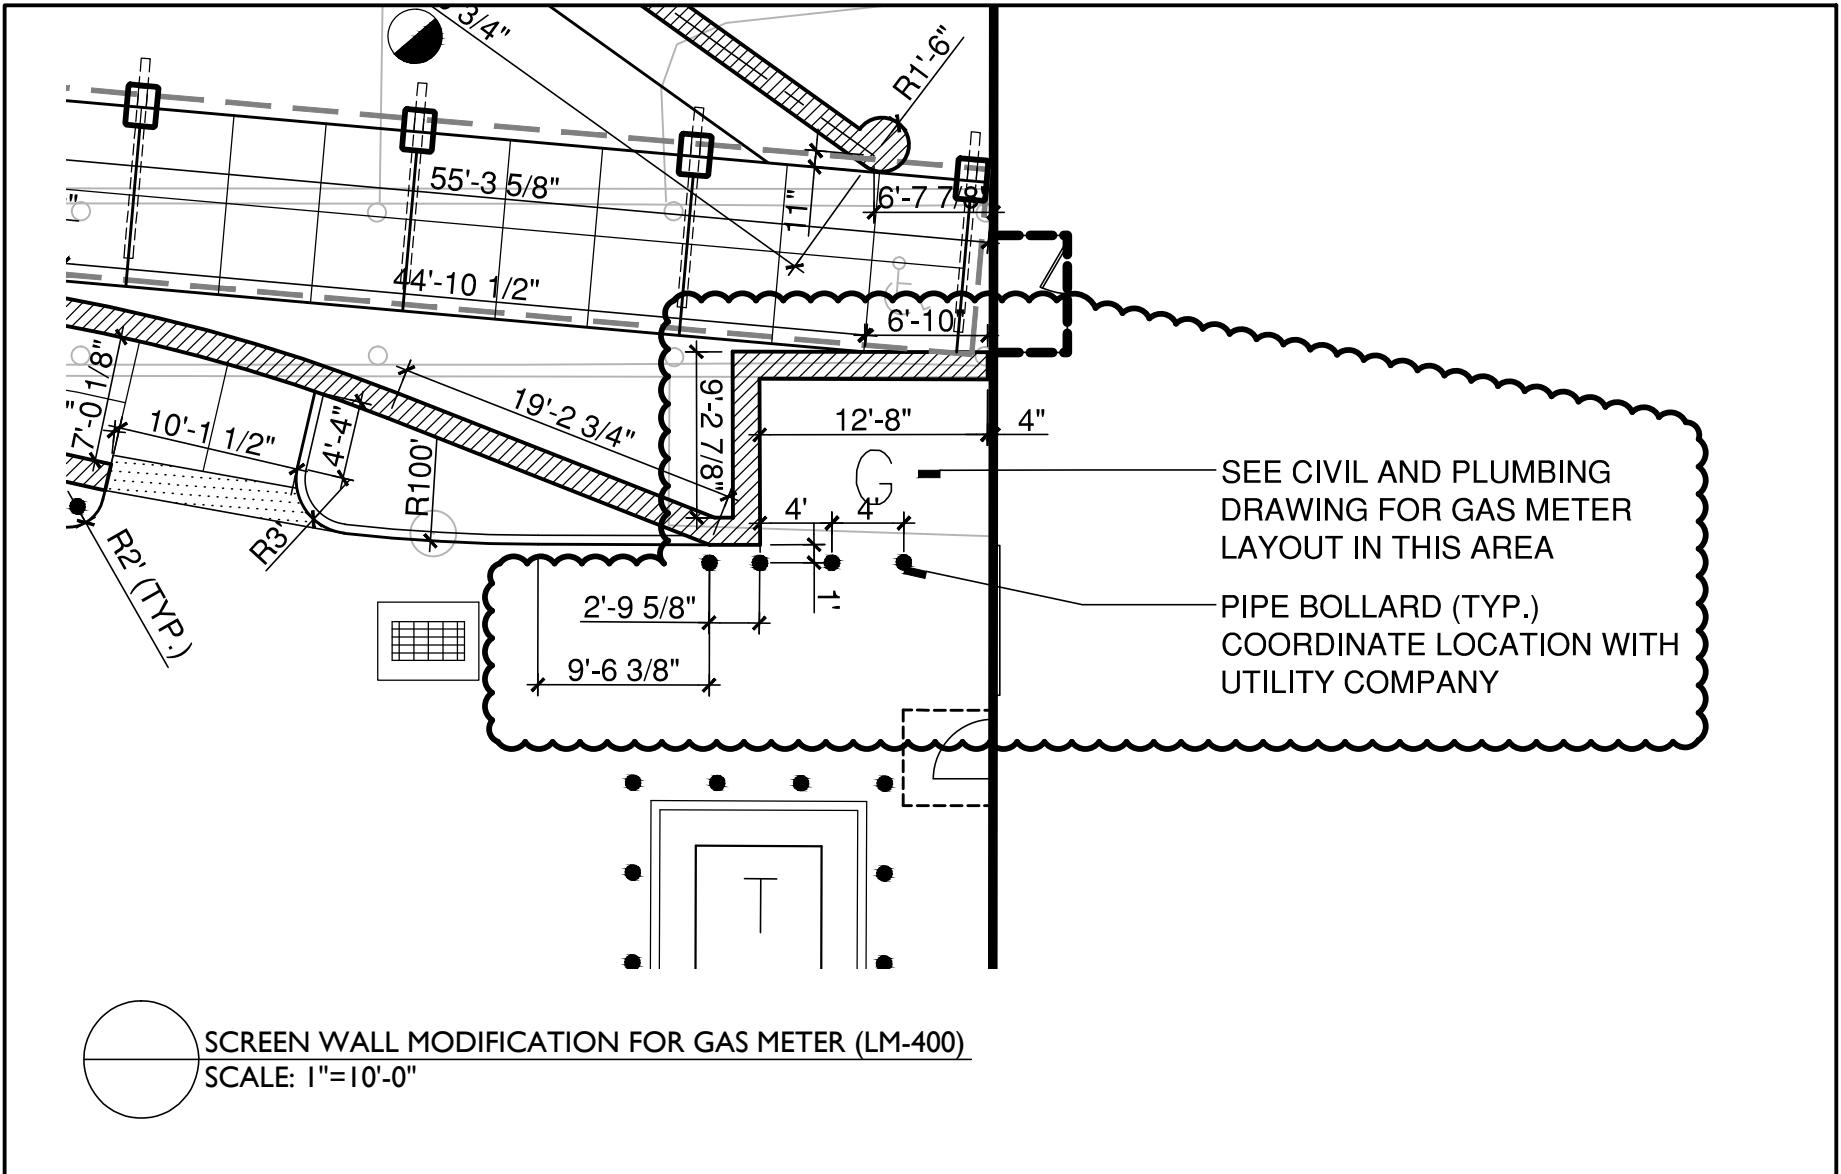 3/4"
R1'-6"
55'-3 5/8"
11"
6'-7 7/8"
44'-10 1/2"
6'-10"
7'-0 1/8"
10'-1 1/2"
4'-4"
19'-2 3/4"
9'-2 7/8"
12'-8"
4"
R100'
G
4'
4'
R2' (TYP.)
R3'
SEE CIVIL AND PLUMBING
DRAWING FOR GAS METER
LAYOUT IN THIS AREA
2'-9 5/8"
1'
9'-6 3/8"
PIPE BOLLARD (TYP.)
COORDINATE LOCATION WITH
UTILITY COMPANY
T
SCREEN WALL MODIFICATION FOR GAS METER (LM-400)
SCALE: 1"=10'-0"